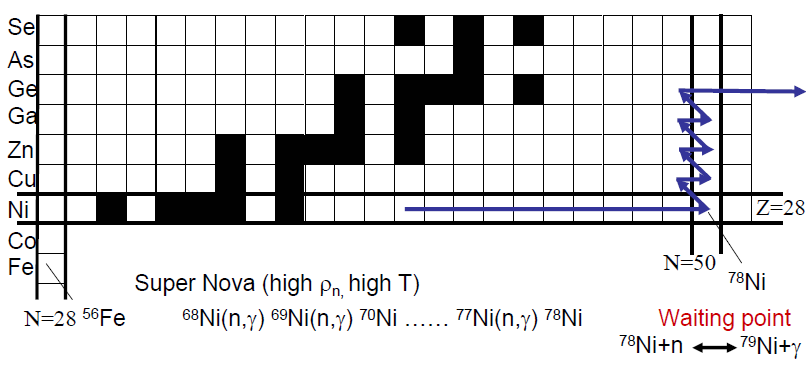 Se
As
Ge
Ga
Zn
Cu
Ni
Z=28
Co
Fe
N=50
⁷⁸Ni
Super Nova (high ρₙ, high T)
N=28 ⁵⁶Fe
⁶⁸Ni(n,γ) ⁶⁹Ni(n,γ) ⁷⁰Ni …… ⁷⁷Ni(n,γ) ⁷⁸Ni
Waiting point
⁷⁸Ni+n ⟷ ⁷⁹Ni+γ